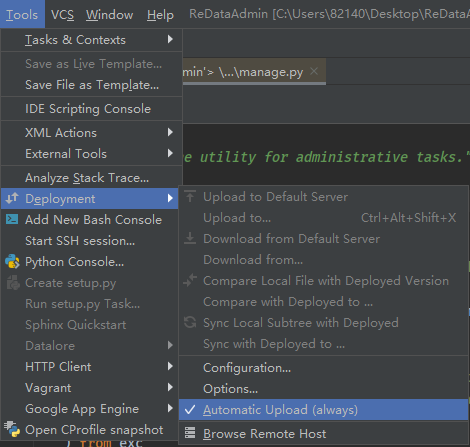 Tools VCS Window Help ReDataAdmin [C:\Users\82140\Desktop\ReDataA
Tasks & Contexts
Save as Live Template...
Save File as Template...
min'> \...\manage.py
IDE Scripting Console
XML Actions
External Tools
e utility for administrative tasks."
Analyze Stack Trace...
Deployment
Upload to Default Server
Add New Bash Console
Upload to... Ctrl+Alt+Shift+X
Start SSH session...
Download from Default Server
Python Console...
Download from...
Create setup.py
Compare Local File with Deployed Version
Run setup.py Task...
Compare with Deployed to ...
Sphinx Quickstart
Sync Local Subtree with Deployed
Datalore
Sync with Deployed to ...
HTTP Client
Configuration...
Vagrant
Options...
Google App Engine
Automatic Upload (always)
Open CProfile snapshot
Browse Remote Host
) from exc